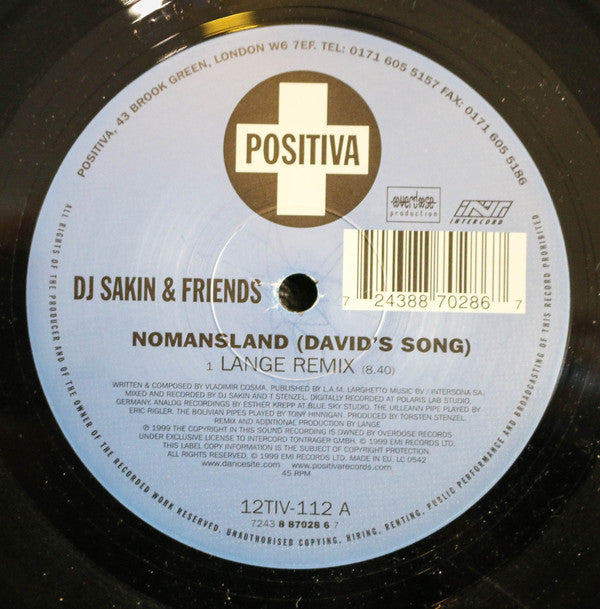 POSITIVA, 43 BROOK GREEN, LONDON W6 7EF. TEL: 0171 605 5157 FAX: 0171 605 5186
POSITIVA
overdose
production
INT
INTERCORD
DJ SAKIN & FRIENDS
7 24388 70286 7
NOMANSLAND (DAVID'S SONG)
1 LANGE REMIX (8.40)
WRITTEN & COMPOSED BY VLADIMIR COSMA. PUBLISHED BY L.A.M. LARGHETTO MUSIC BV / INTERSONA SA.
MIXED AND RECORDED BY DJ SAKIN AND T STENZEL. DIGITALLY RECORDED AT POLARIS LAB STUDIO,
GERMANY. ANALOG RECORDINGS BY ESTHER KREPP AT BLUE SKY STUDIO. THE UILLEANN PIPE PLAYED BY
ERIC RIGLER. THE BOLIVIAN PIPES PLAYED BY TONY HINNIGAN. PRODUCED BY TORSTEN STENZEL.
REMIX AND ADDITIONAL PRODUCTION BY LANGE
℗ 1999 THE COPYRIGHT IN THIS SOUND RECORDING IS OWNED BY OVERDOSE RECORDS
UNDER EXCLUSIVE LICENSE TO INTERCORD TONTRAGER GMBH. © 1999 EMI RECORDS LTD.
THIS LABEL COPY INFORMATION IS THE SUBJECT OF COPYRIGHT PROTECTION.
ALL RIGHTS RESERVED. © 1999 EMI RECORDS LTD. MADE IN EU. LC 0542
www.dancesite.com www.positivarecords.com
45 RPM
12TIV-112 A
7243 8 87028 6 7
ALL RIGHTS OF THE PRODUCER AND OF THE OWNER OF THE RECORDED WORK RESERVED. UNAUTHORISED COPYING, HIRING, RENTING, PUBLIC PERFORMANCE AND BROADCASTING OF THIS RECORD PROHIBITED